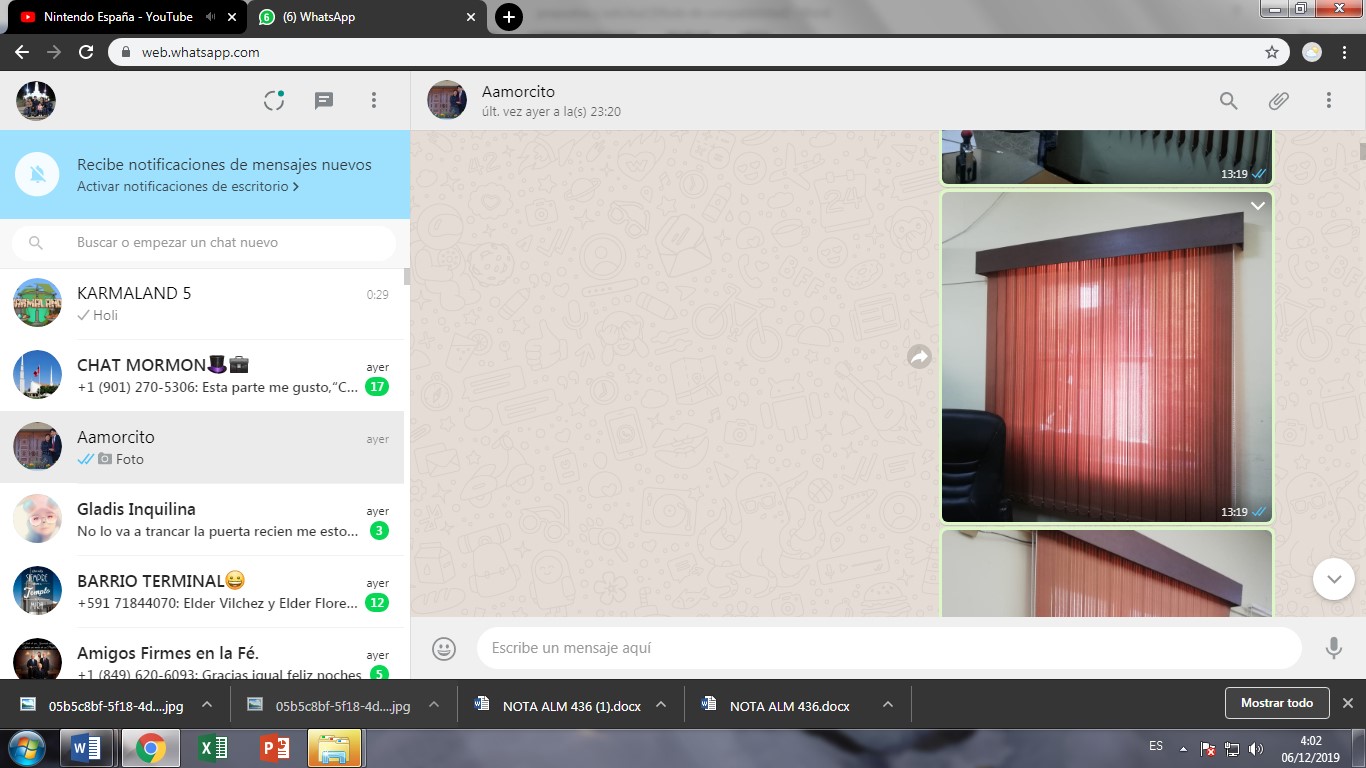 Nintendo España - YouTube
(6) WhatsApp
web.whatsapp.com
Aamorcito
últ. vez ayer a la(s) 23:20
Recibe notificaciones de mensajes nuevos
Activar notificaciones de escritorio
Buscar o empezar un chat nuevo
KARMALAND 5
0:29
Holi
CHAT MORMON🎩💼
ayer
+1 (901) 270-5306: Esta parte me gusto,“C...
17
Aamorcito
ayer
Foto
Gladis Inquilina
ayer
No lo va a trancar la puerta recien me esto...
3
BARRIO TERMINAL😀
ayer
+591 71844070: Elder Vilchez y Elder Flore...
12
Amigos Firmes en la Fé.
ayer
+1 (849) 620-6093: Gracias igual feliz noches
5
13:19
13:19
Escribe un mensaje aquí
05b5c8bf-5f18-4d....jpg
05b5c8bf-5f18-4d....jpg
NOTA ALM 436 (1).docx
NOTA ALM 436.docx
Mostrar todo
ES
4:02
06/12/2019